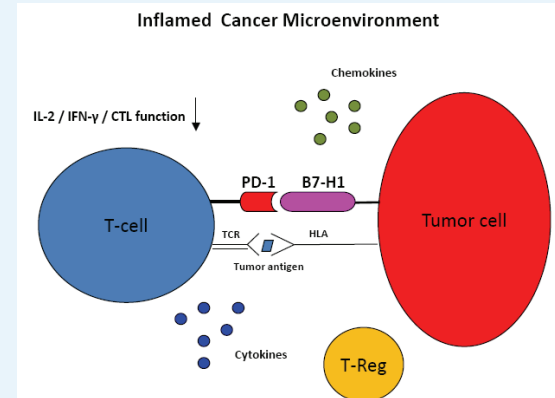 Inflamed Cancer Microenvironment
Chemokines
IL-2 / IFN-γ / CTL function
PD-1
B7-H1
T-cell
Tumor cell
TCR
HLA
Tumor antigen
Cytokines
T-Reg